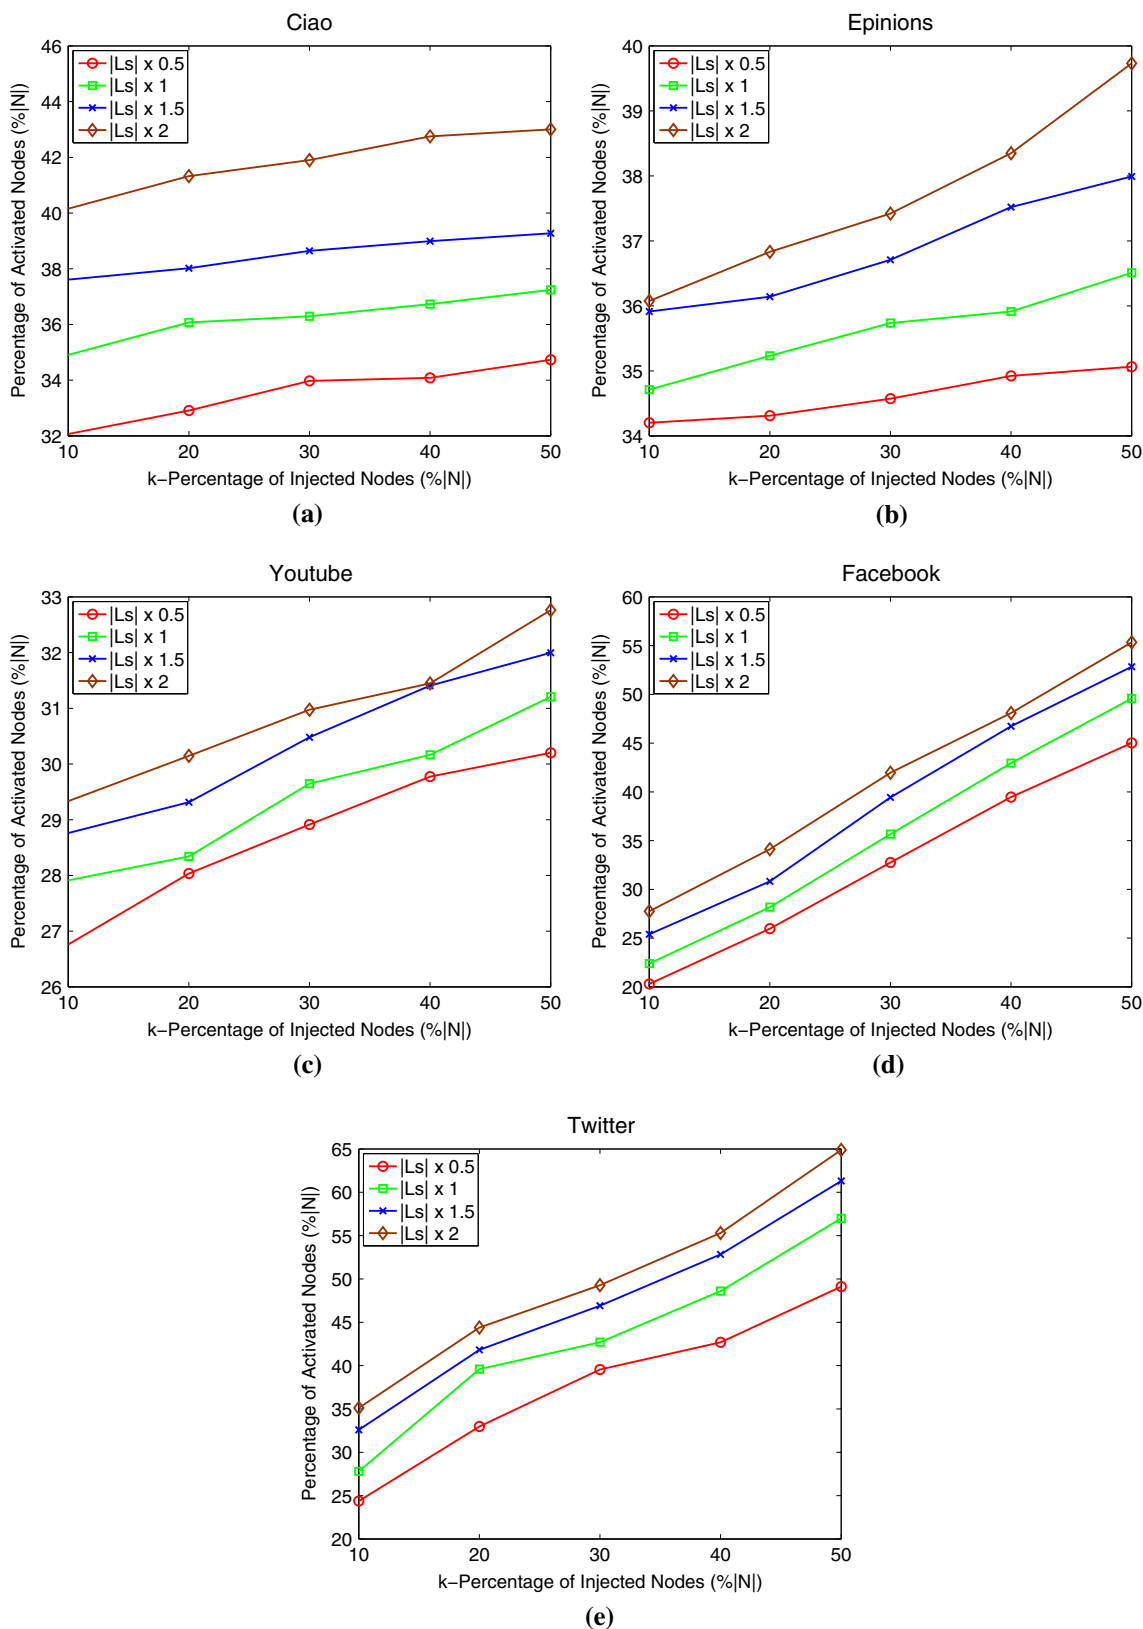 Ciao
46
44
42
40
38
36
34
32
10 20 30 40 50
Percentage of Activated Nodes (%|N|)
k−Percentage of Injected Nodes (%|N|)
|Ls| x 0.5
|Ls| x 1
|Ls| x 1.5
|Ls| x 2
(a)
Epinions
40
39
38
37
36
35
34
10 20 30 40 50
Percentage of Activated Nodes (%|N|)
k−Percentage of Injected Nodes (%|N|)
|Ls| x 0.5
|Ls| x 1
|Ls| x 1.5
|Ls| x 2
(b)
Youtube
33
32
31
30
29
28
27
26
10 20 30 40 50
Percentage of Activated Nodes (%|N|)
k−Percentage of Injected Nodes (%|N|)
|Ls| x 0.5
|Ls| x 1
|Ls| x 1.5
|Ls| x 2
(c)
Facebook
60
55
50
45
40
35
30
25
20
10 20 30 40 50
Percentage of Activated Nodes (%|N|)
k−Percentage of Injected Nodes (%|N|)
|Ls| x 0.5
|Ls| x 1
|Ls| x 1.5
|Ls| x 2
(d)
Twitter
65
60
55
50
45
40
35
30
25
20
10 20 30 40 50
Percentage of Activated Nodes (%|N|)
k−Percentage of Injected Nodes (%|N|)
|Ls| x 0.5
|Ls| x 1
|Ls| x 1.5
|Ls| x 2
(e)